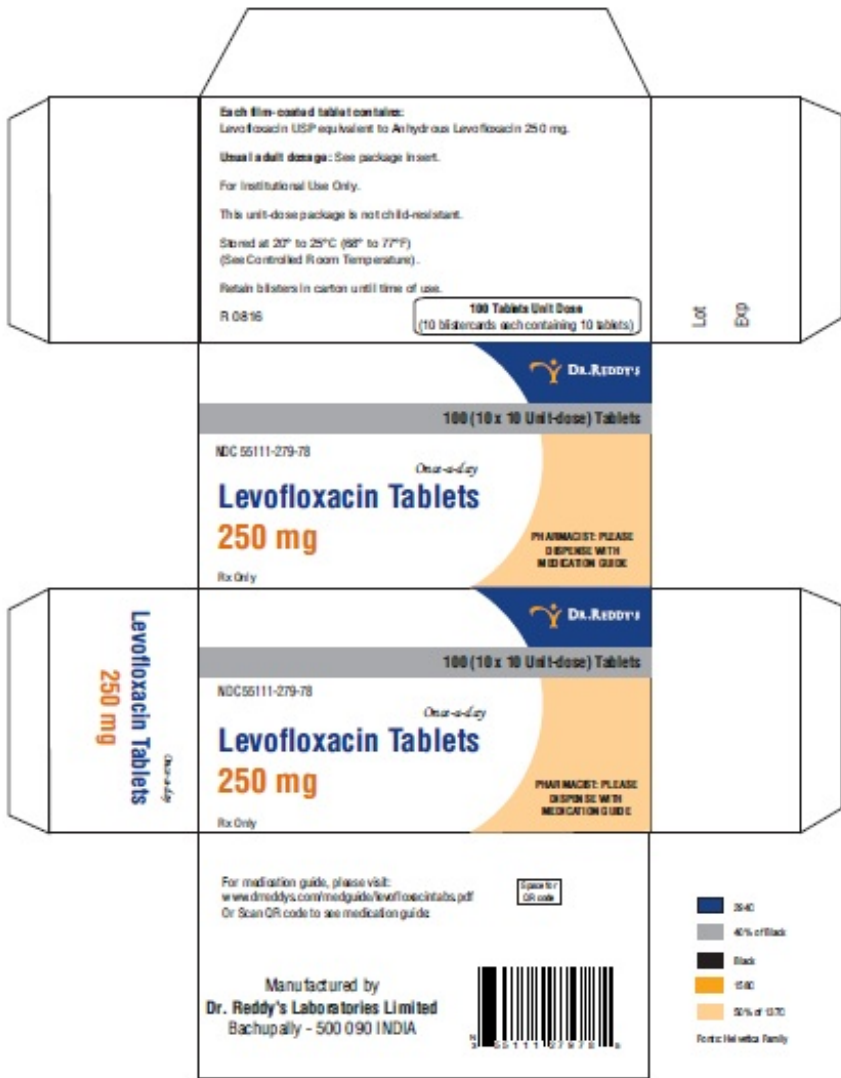 Each film-coated tablet contains:
Levofloxacin USP equivalent to Anhydrous Levofloxacin 250 mg.
Usual adult dosage: See package insert.
For Institutional Use Only.
This unit-dose package is not child-resistant.
Stored at 20° to 25°C (68° to 77°F)
(See Controlled Room Temperature).
Retain blisters in carton until time of use.
R 0816
100 Tablets Unit Dose
(10 blistercards each containing 10 tablets)
Lot
Exp
DR.REDDY'S
100 (10 x 10 Unit-dose) Tablets
NDC 55111-279-78
Once-a-day
Levofloxacin Tablets
250 mg
PHARMACIST: PLEASE
DISPENSE WITH
MEDICATION GUIDE
Rx Only
Levofloxacin Tablets
250 mg
Once-a-day
DR.REDDY'S
100 (10 x 10 Unit-dose) Tablets
NDC 55111-279-78
Once-a-day
Levofloxacin Tablets
250 mg
PHARMACIST: PLEASE
DISPENSE WITH
MEDICATION GUIDE
Rx Only
For medication guide, please visit:
www.drreddys.com/medguide/levofloxacintabs.pdf
Or Scan QR code to see medication guide.
Space for
QR code
Manufactured by
Dr. Reddy's Laboratories Limited
Bachupally - 500 090 INDIA
N
3 55111 27978
40% of Black
Black
Fonts: Helvetica Family